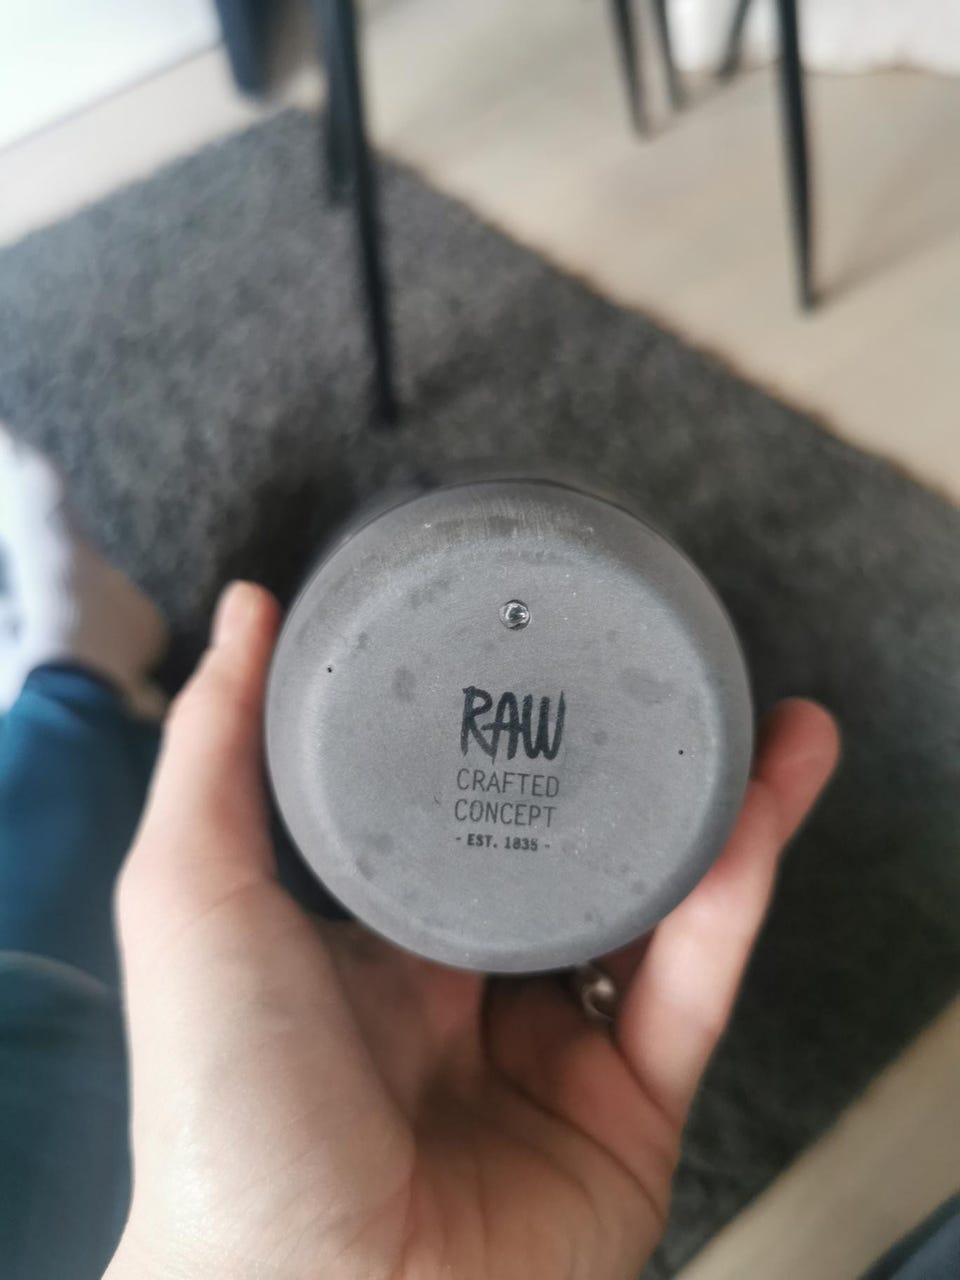 RAW
CRAFTED
CONCEPT
- EST. 1835 -